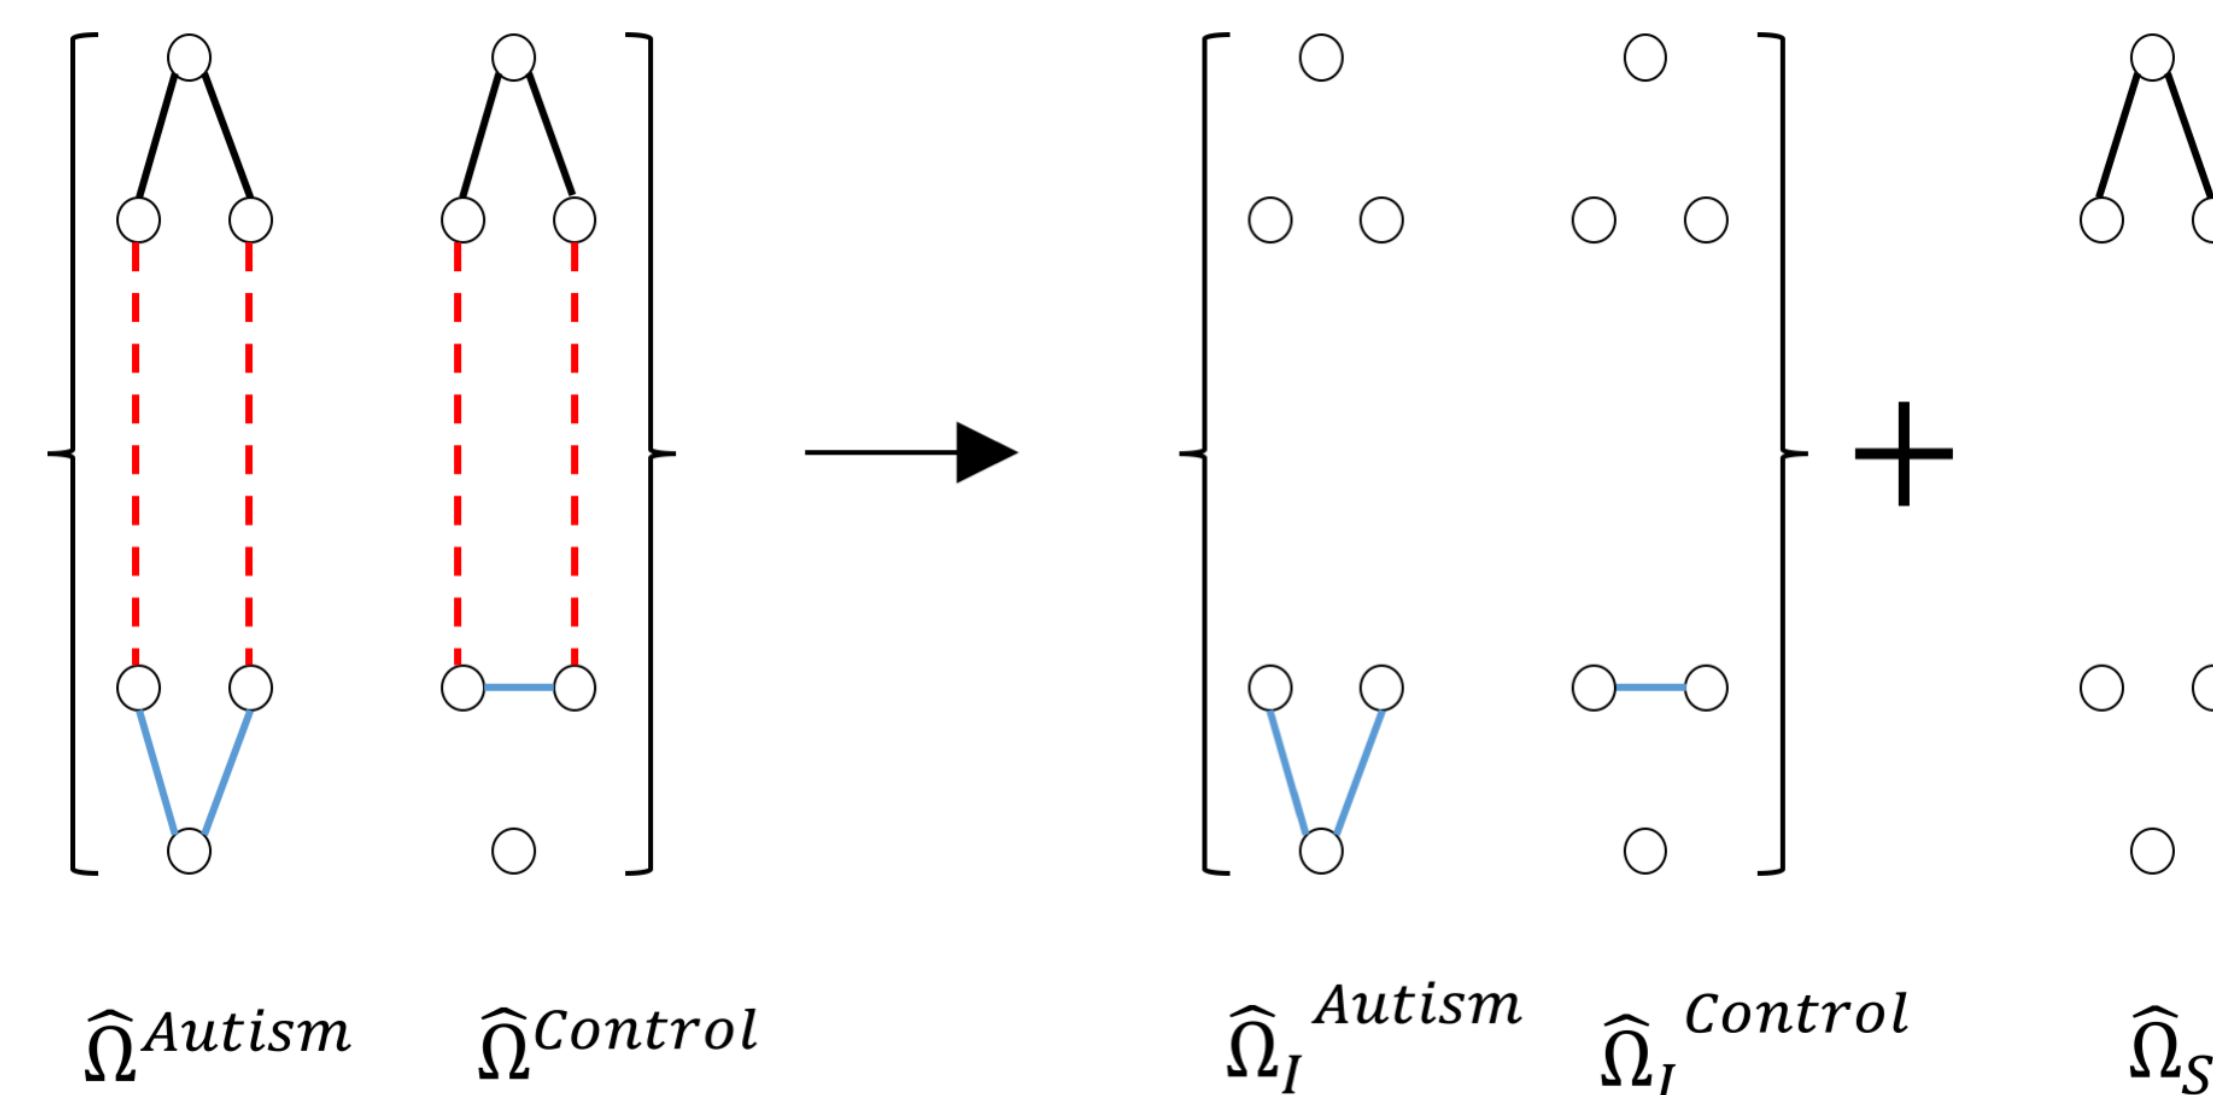 Ω̂^Autism Ω̂^Control Ω̂_I^Autism Ω̂_I^Control Ω̂_S